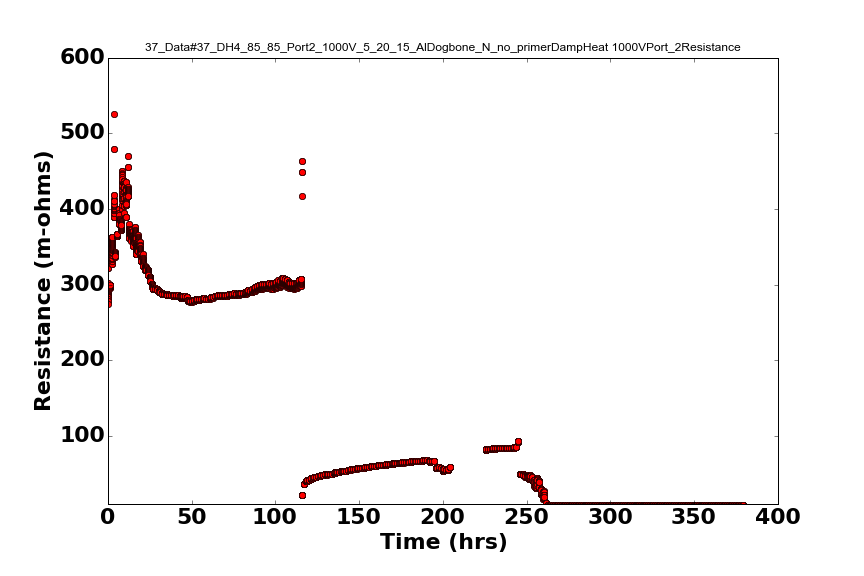 37_Data#37_DH4_85_85_Port2_1000V_5_20_15_AlDogbone_N_no_primerDampHeat 1000VPort_2Resistance
600
500
400
300
200
100
Resistance (m-ohms)
0 50 100 150 200 250 300 350 400
Time (hrs)